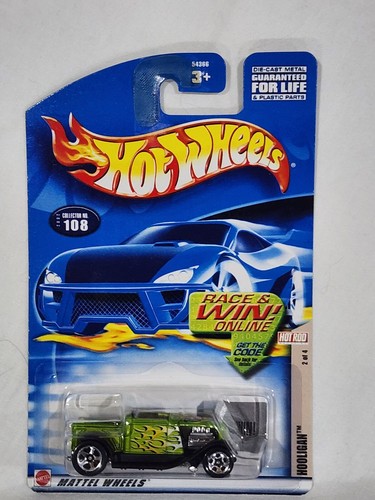 54386
3+
DIE-CAST METAL
GUARANTEED
FOR LIFE
& PLASTIC PARTS
HOT WHEELS
COLLECTOR NO.
108
RACE &
WIN!
ONLINE
GET THE
CODE
HOT ROD
2 of 4
HOOLIGAN™
MATTEL WHEELS